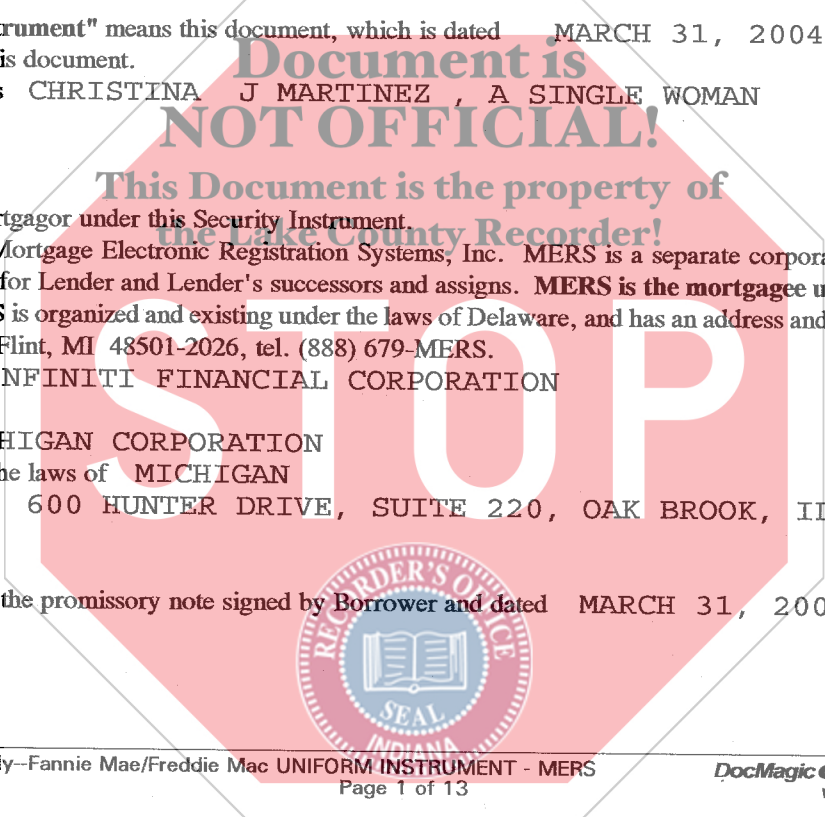 rument" means this document, which is dated MARCH 31, 2004
is document.
s CHRISTINA J MARTINEZ , A SINGLE WOMAN
Document is
NOT OFFICIAL!
This Document is the property of
the Lake County Recorder!
rtgagor under this Security Instrument.
Mortgage Electronic Registration Systems, Inc. MERS is a separate corpora
for Lender and Lender's successors and assigns. MERS is the mortgagee u
S is organized and existing under the laws of Delaware, and has an address and
Flint, MI 48501-2026, tel. (888) 679-MERS.
NFINITI FINANCIAL CORPORATION
STOP
HIGAN CORPORATION
he laws of MICHIGAN
600 HUNTER DRIVE, SUITE 220, OAK BROOK, IL
the promissory note signed by Borrower and dated MARCH 31, 200
RECORDER'S OFFICE
SEAL
INDIANA
ly--Fannie Mae/Freddie Mac UNIFORM INSTRUMENT - MERS
DocMagic
Page 1 of 13